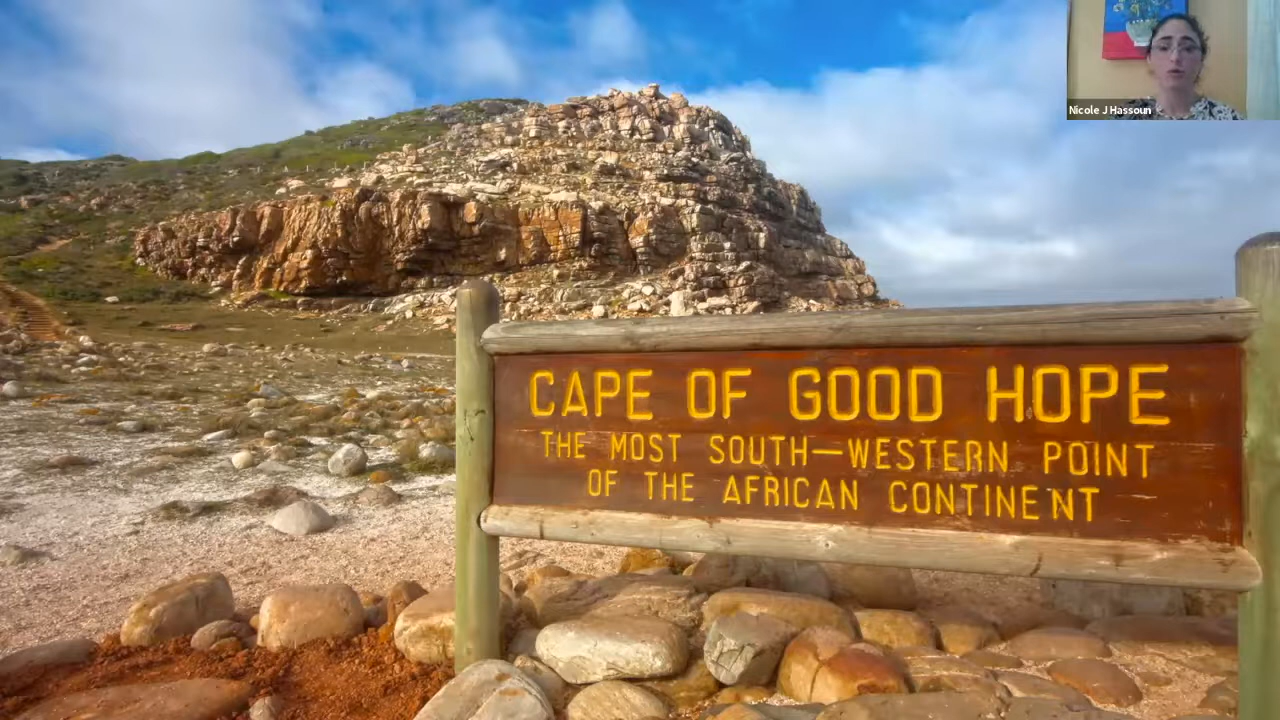 Nicole J Hassoun
CAPE OF GOOD HOPE
THE MOST SOUTH-WESTERN POINT
OF THE AFRICAN CONTINENT